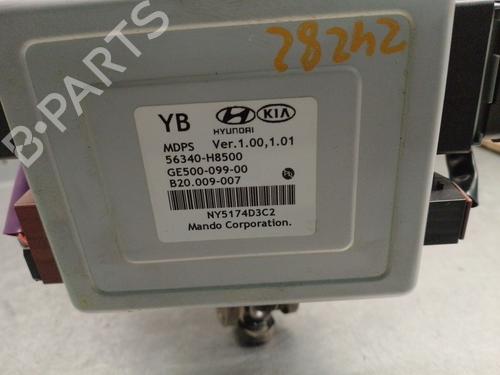 28242
YB HYUNDAI KIA
MDPS Ver.1.00,1.01
56340-H8500
GE500-099-00
B20.009-007
Pb
NY5174D3C2
Mando Corporation.
B-PARTS